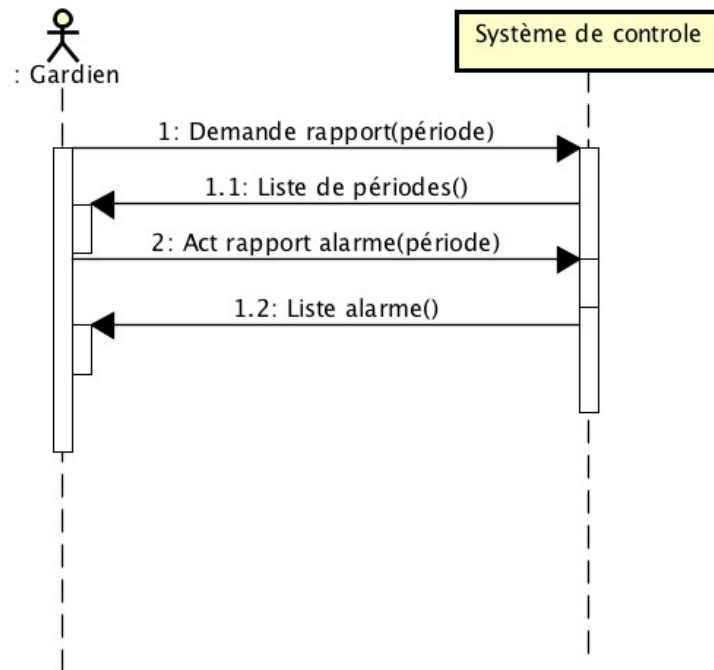 : Gardien
Système de controle
1: Demande rapport(période)
1.1: Liste de périodes()
2: Act rapport alarme(période)
1.2: Liste alarme()